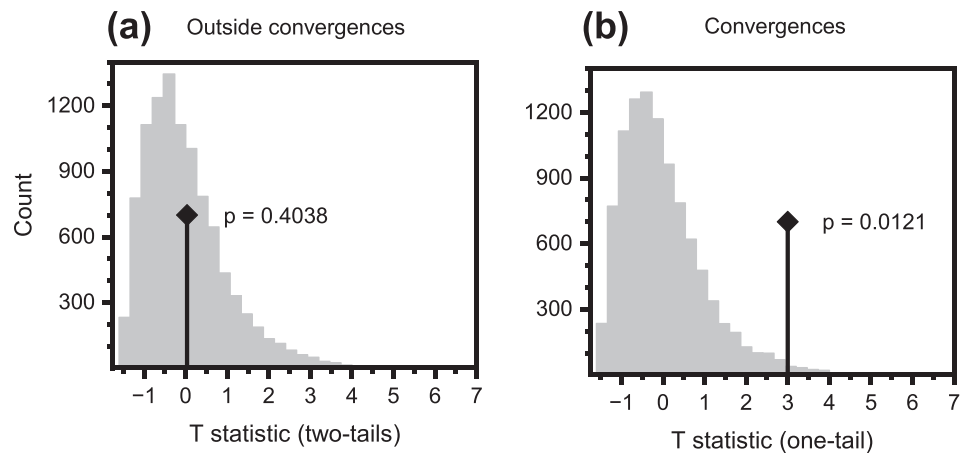 (a) Outside convergences
1200
900
600
300
Count
p = 0.4038
−1 0 1 2 3 4 5 6 7
T statistic (two-tails)
(b) Convergences
1200
900
600
300
p = 0.0121
−1 0 1 2 3 4 5 6 7
T statistic (one-tail)